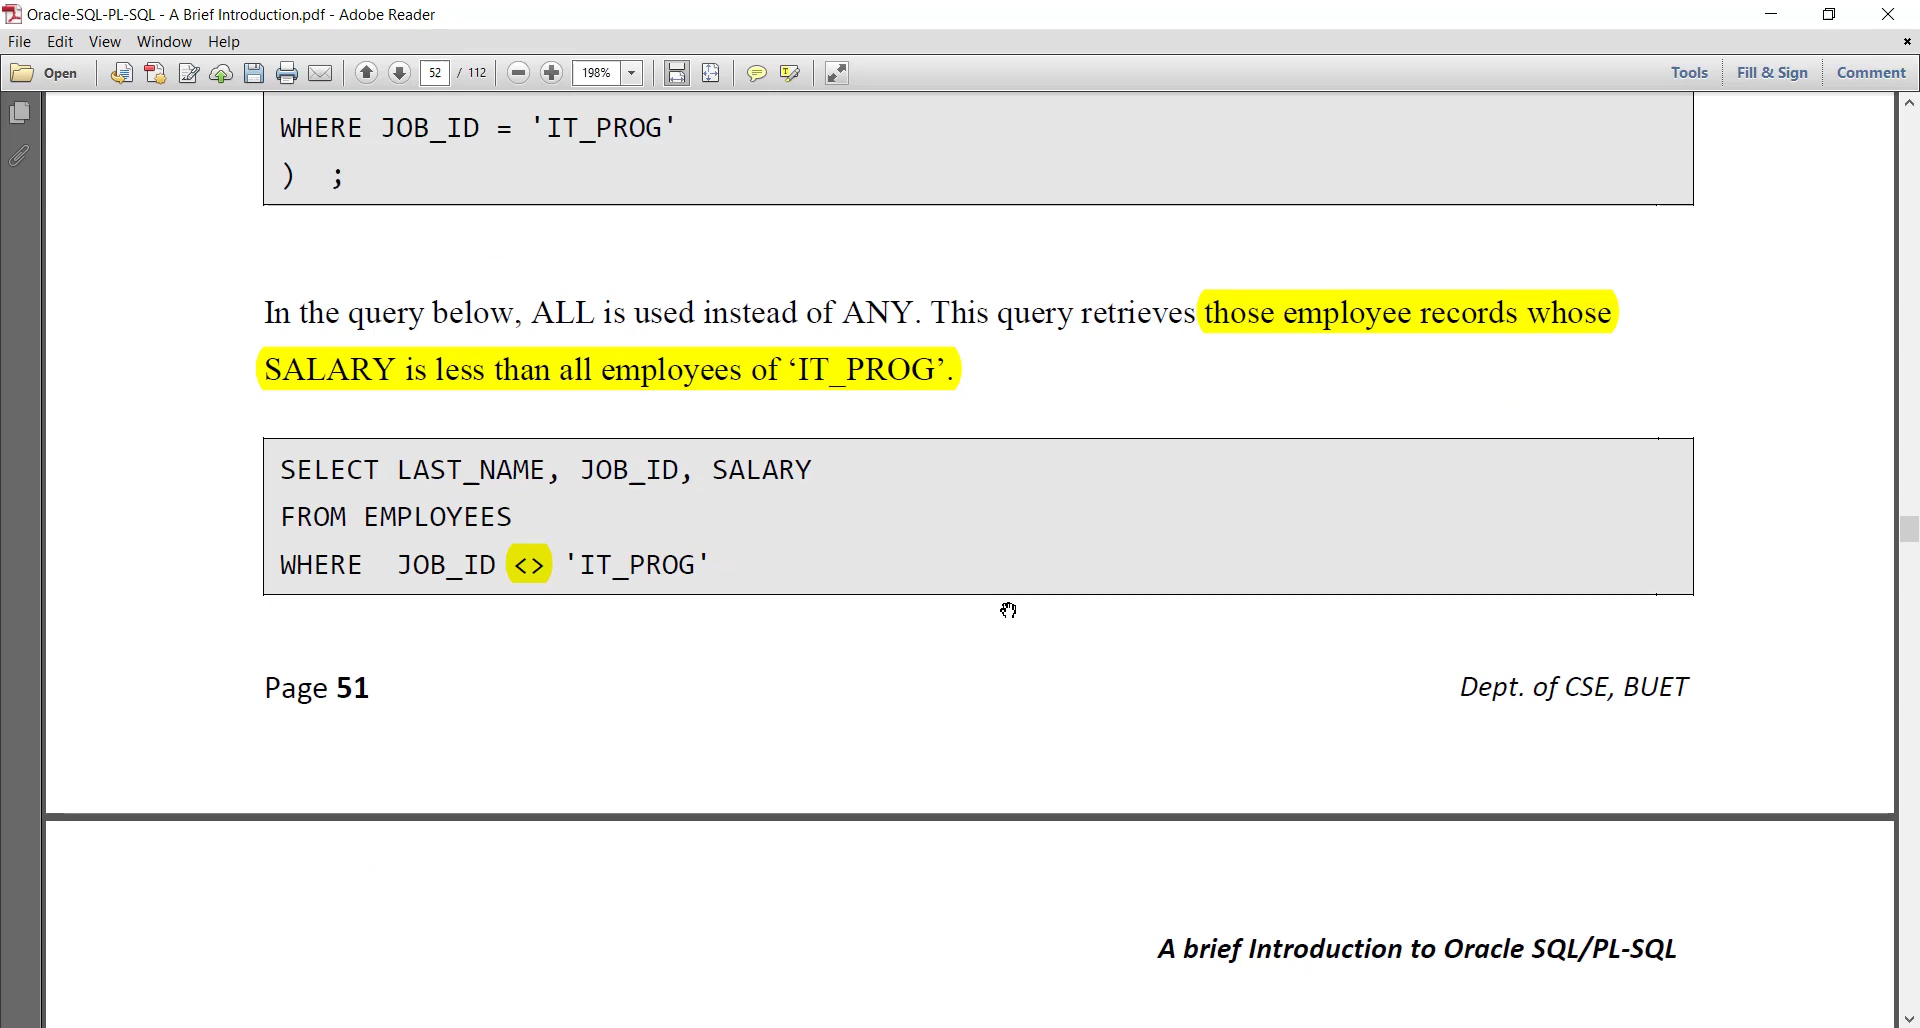 Oracle-SQL-PL-SQL - A Brief Introduction.pdf - Adobe Reader
File Edit View Window Help
Open 52 / 112 198% Tools Fill & Sign Comment
WHERE JOB_ID = 'IT_PROG'
) ;
In the query below, ALL is used instead of ANY. This query retrieves those employee records whose
SALARY is less than all employees of ‘IT_PROG’.
SELECT LAST_NAME, JOB_ID, SALARY
FROM EMPLOYEES
WHERE JOB_ID <> 'IT_PROG'
Page 51 Dept. of CSE, BUET
A brief Introduction to Oracle SQL/PL-SQL